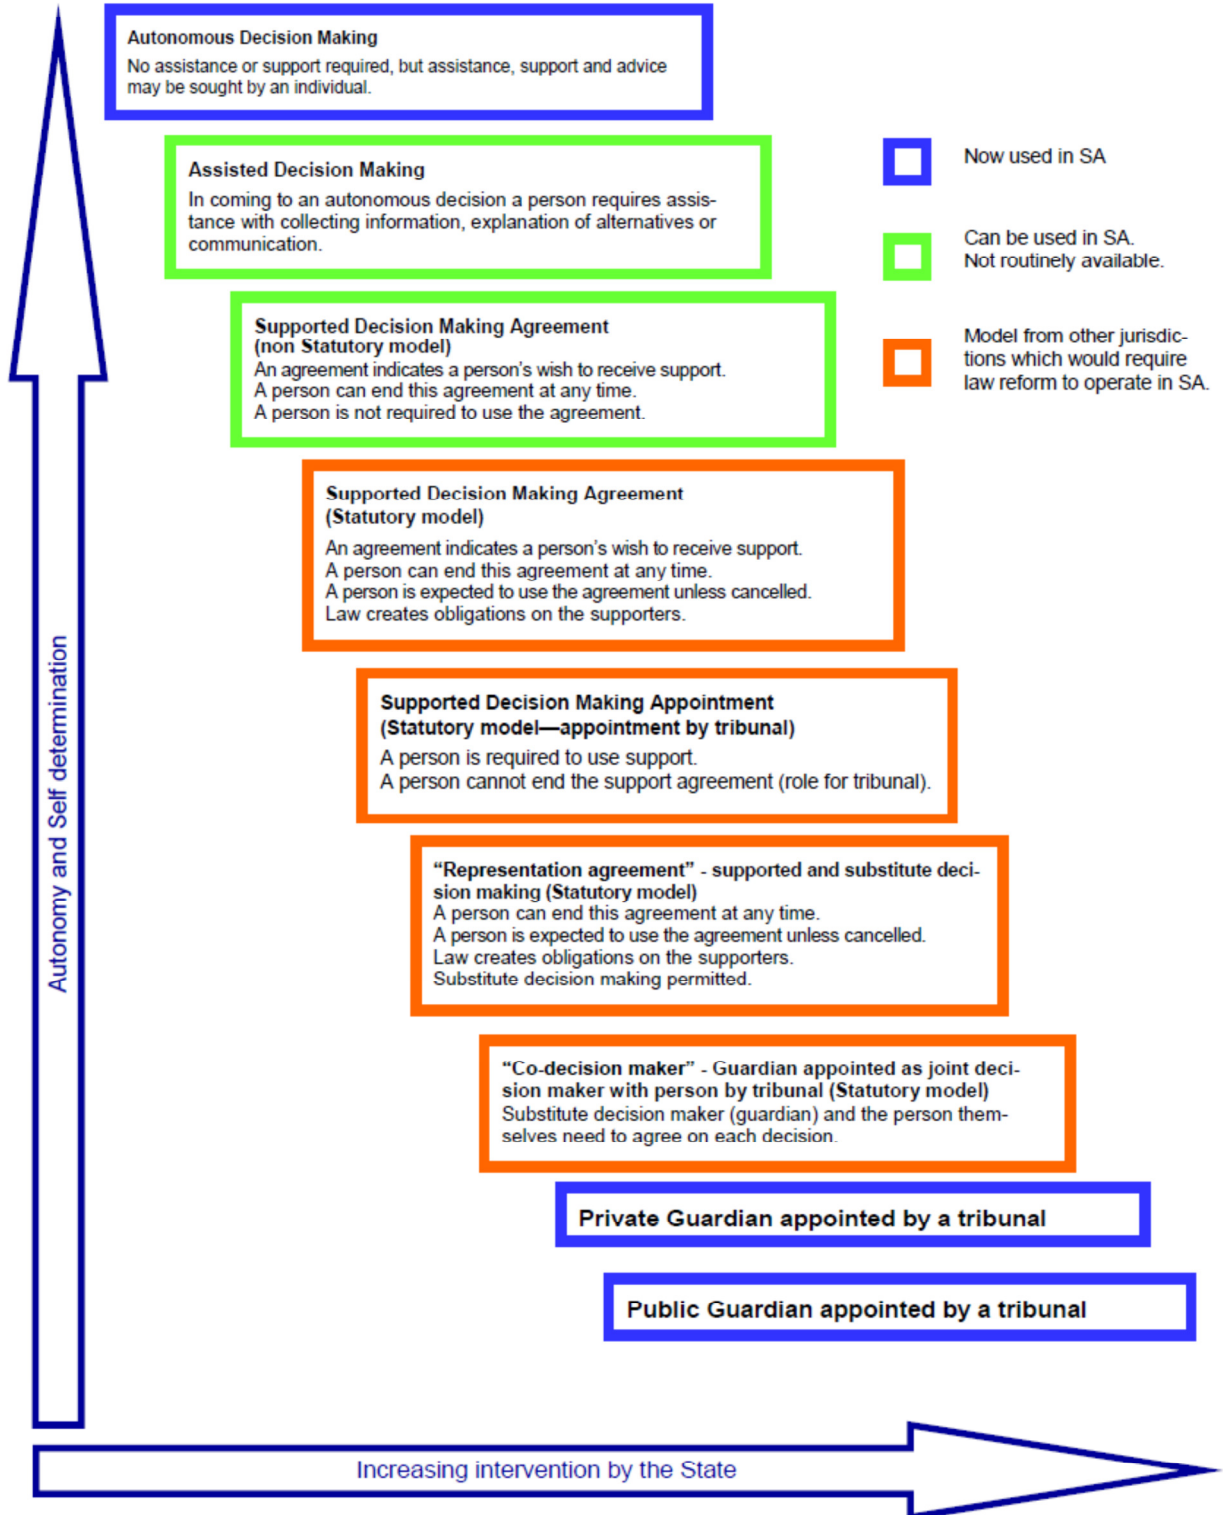 Autonomous Decision Making
No assistance or support required, but assistance, support and advice
may be sought by an individual.
Assisted Decision Making
In coming to an autonomous decision a person requires assis-
tance with collecting information, explanation of alternatives or
communication.
Now used in SA
Can be used in SA.
Not routinely available.
Model from other jurisdic-
tions which would require
law reform to operate in SA.
Supported Decision Making Agreement
(non Statutory model)
An agreement indicates a person's wish to receive support.
A person can end this agreement at any time.
A person is not required to use the agreement.
Supported Decision Making Agreement
(Statutory model)
An agreement indicates a person's wish to receive support.
A person can end this agreement at any time.
A person is expected to use the agreement unless cancelled.
Law creates obligations on the supporters.
Supported Decision Making Appointment
(Statutory model—appointment by tribunal)
A person is required to use support.
A person cannot end the support agreement (role for tribunal).
"Representation agreement" - supported and substitute deci-
sion making (Statutory model)
A person can end this agreement at any time.
A person is expected to use the agreement unless cancelled.
Law creates obligations on the supporters.
Substitute decision making permitted.
"Co-decision maker" - Guardian appointed as joint deci-
sion maker with person by tribunal (Statutory model)
Substitute decision maker (guardian) and the person them-
selves need to agree on each decision.
Private Guardian appointed by a tribunal
Public Guardian appointed by a tribunal
Autonomy and Self determination
Increasing intervention by the State